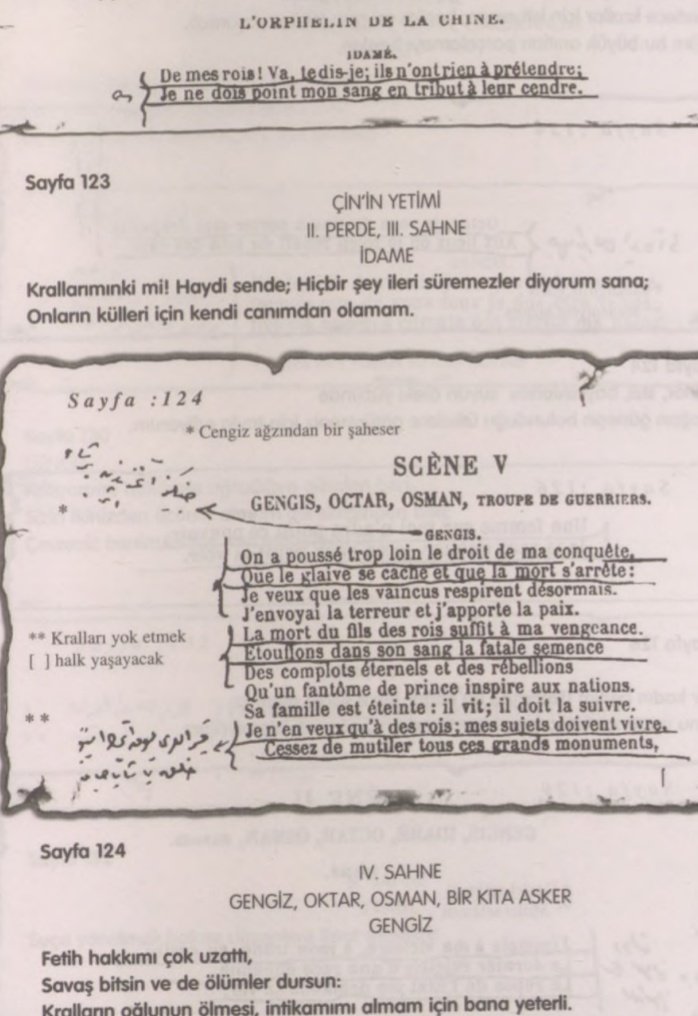 L'ORPHELIN DE LA CHINE.
IDAMÉ.
De mes rois! Va, te dis-je; ils n'ont rien à prétendre;
Je ne dois point mon sang en tribut à leur cendre.
Sayfa 123
ÇİN'İN YETİMİ
II. PERDE, III. SAHNE
İDAME
Krallarımınki mi! Haydi sende; Hiçbir şey ileri süremezler diyorum sana;
Onların külleri için kendi canımdan olamam.
Sayfa :124
* Cengiz ağzından bir şaheser
SCÈNE V
*
GENGIS, OCTAR, OSMAN, TROUPE DE GUERRIERS.
GENGIS.
On a poussé trop loin le droit de ma conquête.
Que le glaive se cache et que la mort s'arrête:
Je veux que les vaincus respirent désormais.
J'envoyai la terreur et j'apporte la paix.
La mort du fils des rois suffit à ma vengeance.
Etouffons dans son sang la fatale semence
Des complots éternels et des rébellions
Qu'un fantôme de prince inspire aux nations.
Sa famille est éteinte : il vit; il doit la suivre.
Je n'en veux qu'à des rois; mes sujets doivent vivre.
Cessez de mutiler tous ces grands monuments,
** Kralları yok etmek
[ ] halk yaşayacak
* *
Sayfa 124
IV. SAHNE
GENGİZ, OKTAR, OSMAN, BİR KITA ASKER
GENGİZ
Fetih hakkımı çok uzattı,
Savaş bitsin ve de ölümler dursun:
Kralların oğlunun ölmesi, intikamımı almam için bana yeterli.